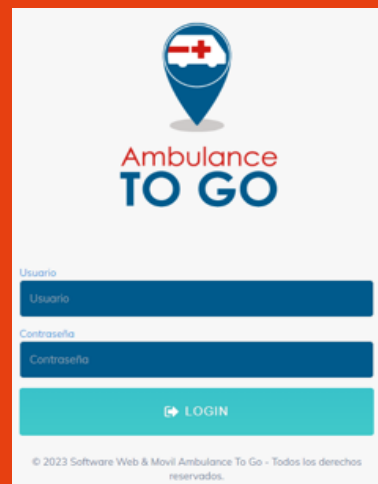 Ambulance
TO GO
Usuario
Usuario
Contraseña
Contraseña
LOGIN
© 2023 Software Web & Movil Ambulance To Go - Todos los derechos
reservados.